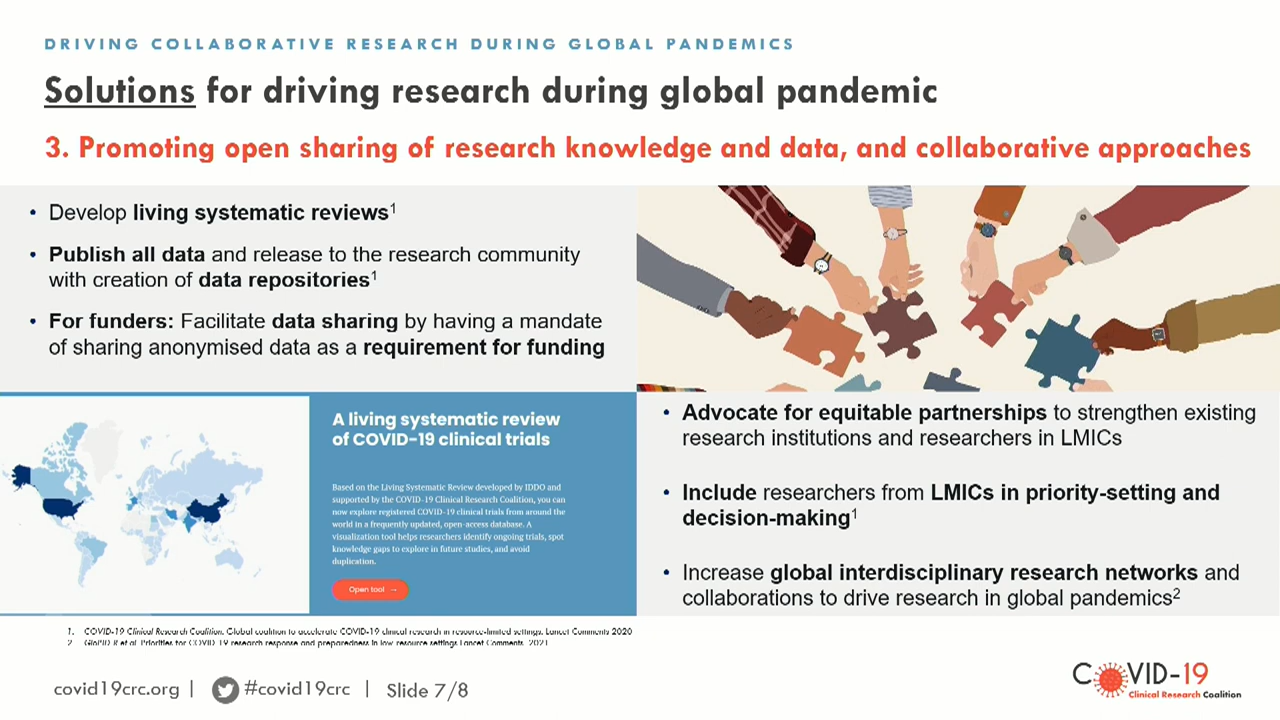 DRIVING COLLABORATIVE RESEARCH DURING GLOBAL PANDEMICS
Solutions for driving research during global pandemic
3. Promoting open sharing of research knowledge and data, and collaborative approaches
• Develop living systematic reviews1
• Publish all data and release to the research community
with creation of data repositories1
• For funders: Facilitate data sharing by having a mandate
of sharing anonymised data as a requirement for funding
A living systematic review
of COVID-19 clinical trials
Based on the Living Systematic Review developed by IDDO and
supported by the COVID-19 Clinical Research Coalition, you can
now explore registered COVID-19 clinical trials from around the
world in a frequently updated, open-access database. A
visualization tool helps researchers identify ongoing trials, spot
knowledge gaps to explore in future studies, and avoid
duplication.
Open tool →
• Advocate for equitable partnerships to strengthen existing
research institutions and researchers in LMICs
• Include researchers from LMICs in priority-setting and
decision-making1
• Increase global interdisciplinary research networks and
collaborations to drive research in global pandemics2
1. COVID-19 Clinical Research Coalition. Global coalition to accelerate COVID-19 clinical research in resource-limited settings. Lancet Comments 2020
2 GloPID-R et al. Priorities for COVID-19 research response and preparedness in low resource settings Lancet Comments. 2021
covid19crc.org | #covid19crc | Slide 7/8
COVID-19
Clinical Research Coalition